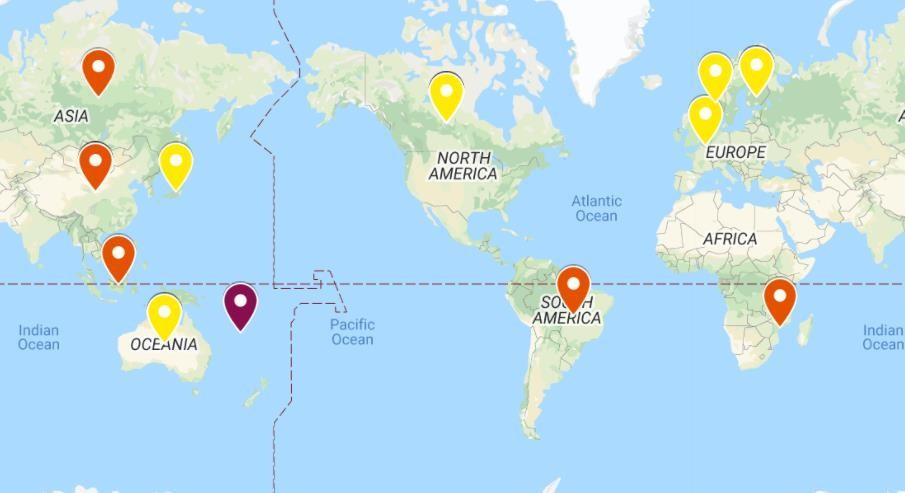 ASIA
NORTH
AMERICA
EUROPE
Atlantic
Ocean
AFRICA
SOUTH
AMERICA
OCEANIA
Indian
Ocean
Pacific
Ocean
Indian
Ocean
A